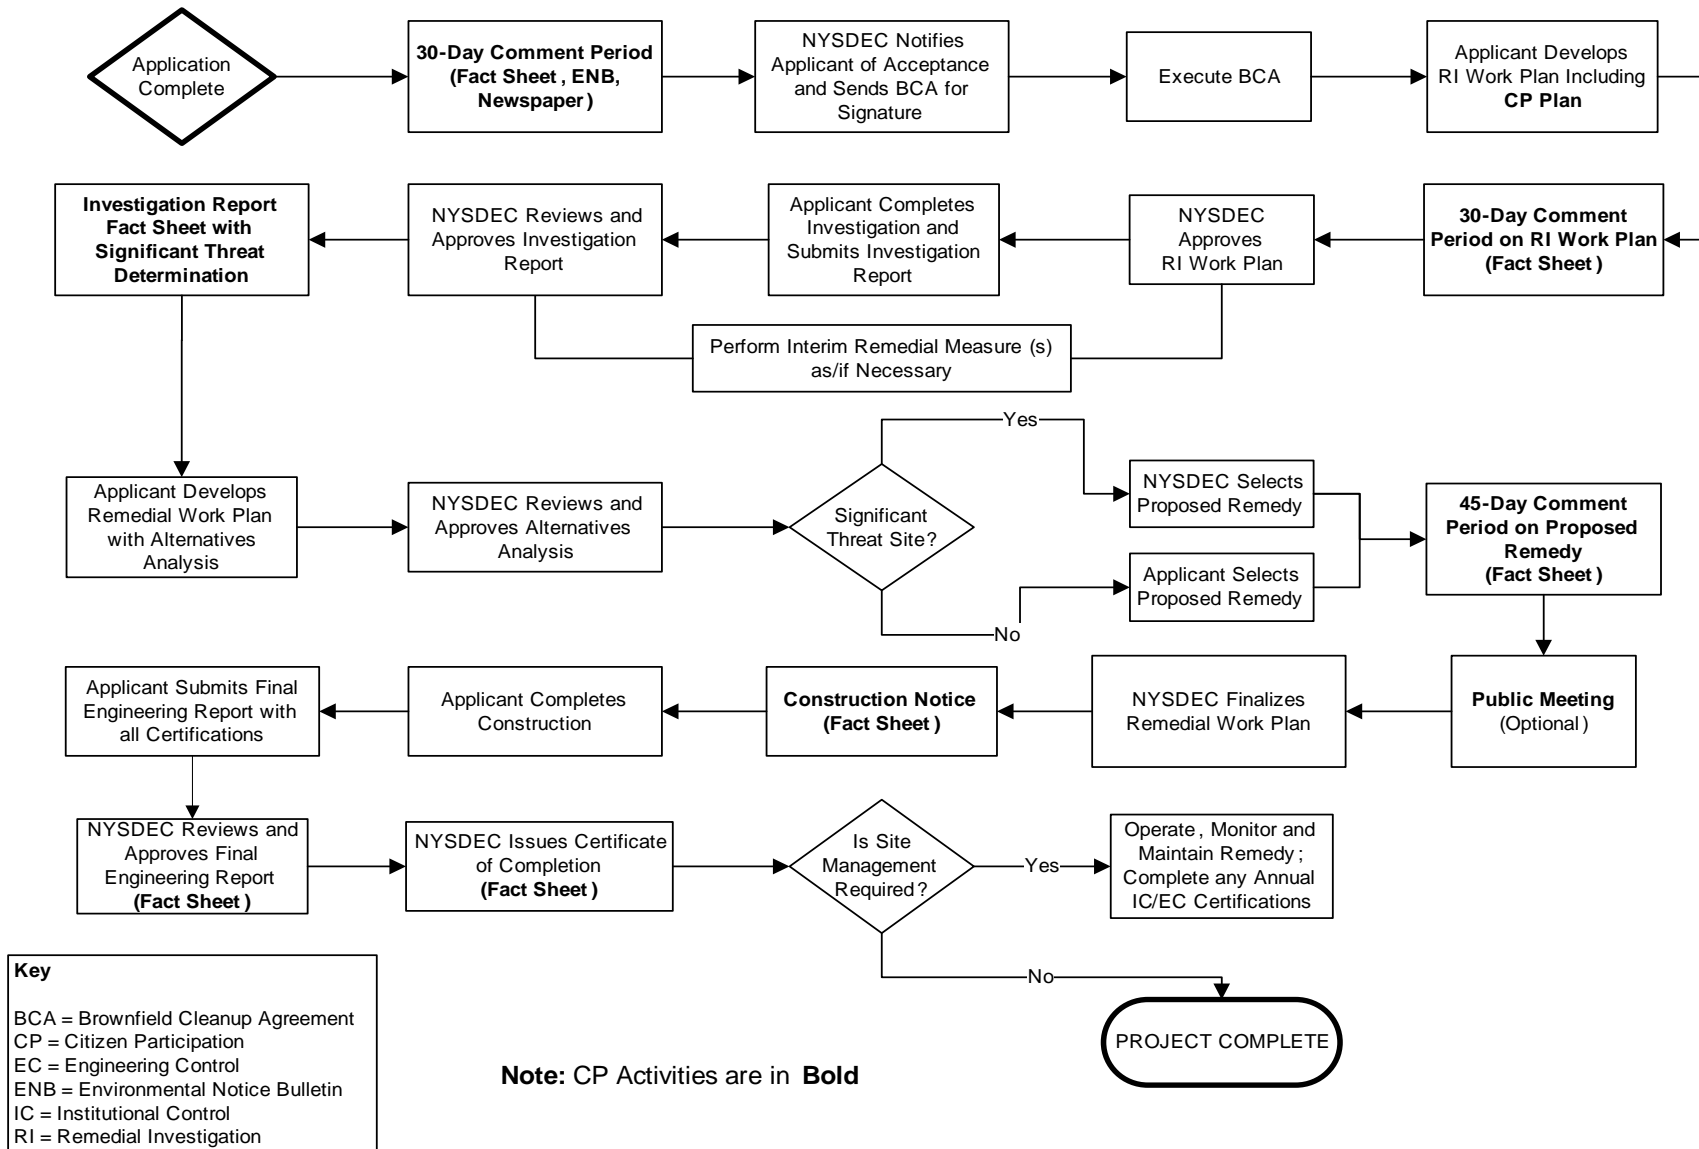 Application
Complete
30-Day Comment Period
(Fact Sheet, ENB,
Newspaper)
NYSDEC Notifies
Applicant of Acceptance
and Sends BCA for
Signature
Execute BCA
Applicant Develops
RI Work Plan Including
CP Plan
Investigation Report
Fact Sheet with
Significant Threat
Determination
NYSDEC Reviews and
Approves Investigation
Report
Applicant Completes
Investigation and
Submits Investigation
Report
NYSDEC
Approves
RI Work Plan
30-Day Comment
Period on RI Work Plan
(Fact Sheet)
Perform Interim Remedial Measure (s)
as/if Necessary
Applicant Develops
Remedial Work Plan
with Alternatives
Analysis
NYSDEC Reviews and
Approves Alternatives
Analysis
Significant
Threat Site?
Yes
No
NYSDEC Selects
Proposed Remedy
Applicant Selects
Proposed Remedy
45-Day Comment
Period on Proposed
Remedy
(Fact Sheet)
Applicant Submits Final
Engineering Report with
all Certifications
Applicant Completes
Construction
Construction Notice
(Fact Sheet)
NYSDEC Finalizes
Remedial Work Plan
Public Meeting
(Optional)
NYSDEC Reviews and
Approves Final
Engineering Report
(Fact Sheet)
NYSDEC Issues Certificate
of Completion
(Fact Sheet)
Is Site
Management
Required?
Yes
Operate, Monitor and
Maintain Remedy;
Complete any Annual
IC/EC Certifications
No
PROJECT COMPLETE
Key
BCA = Brownfield Cleanup Agreement
CP = Citizen Participation
EC = Engineering Control
ENB = Environmental Notice Bulletin
IC = Institutional Control
RI = Remedial Investigation
Note: CP Activities are in Bold